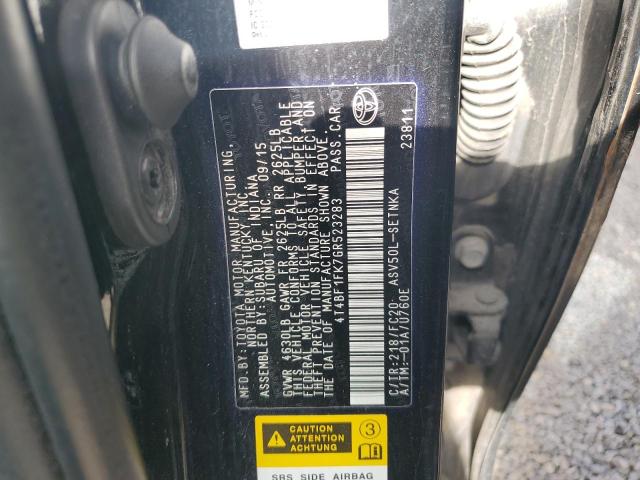 MFD.BY:TOYOTA MOTOR MANUFACTURING,
NORTHERN KENTUCKY, INC.
ASSEMBLED BY:SUBARU OF INDIANA
AUTOMOTIVE, INC. 09/15
GVWR 4630LB GAWR FR 2625LB RR 2625LB
THIS VEHICLE CONFORMS TO ALL APPLICABLE
FEDERAL MOTOR VEHICLE SAFETY BUMPER AND
THEFT PREVENTION STANDARDS IN EFFECT ON
THE DATE OF MANUFACTURE SHOWN ABOVE.
4T4BF1FK7GR523283 PASS.CAR
C/TR:218/FC20 ASV50L-SETNKA
A/TM:-01A/U760E 23811
CAUTION
ATTENTION
ACHTUNG
3
SRS SIDE AIRBAG